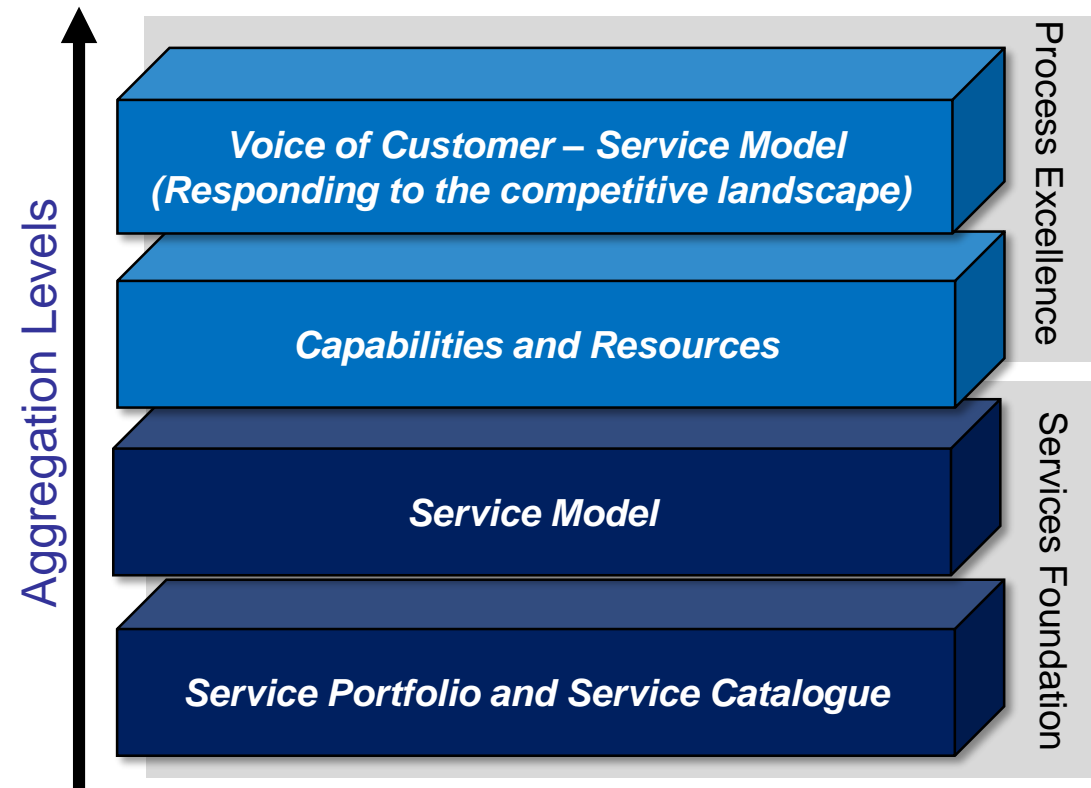 Aggregation Levels
Voice of Customer – Service Model
(Responding to the competitive landscape)
Capabilities and Resources
Service Model
Service Portfolio and Service Catalogue
Process Excellence
Services Foundation